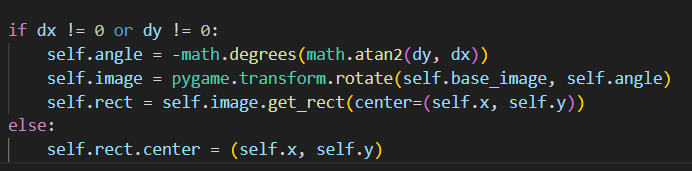 if dx != 0 or dy != 0:
    self.angle = -math.degrees(math.atan2(dy, dx))
    self.image = pygame.transform.rotate(self.base_image, self.angle)
    self.rect = self.image.get_rect(center=(self.x, self.y))
else:
    self.rect.center = (self.x, self.y)